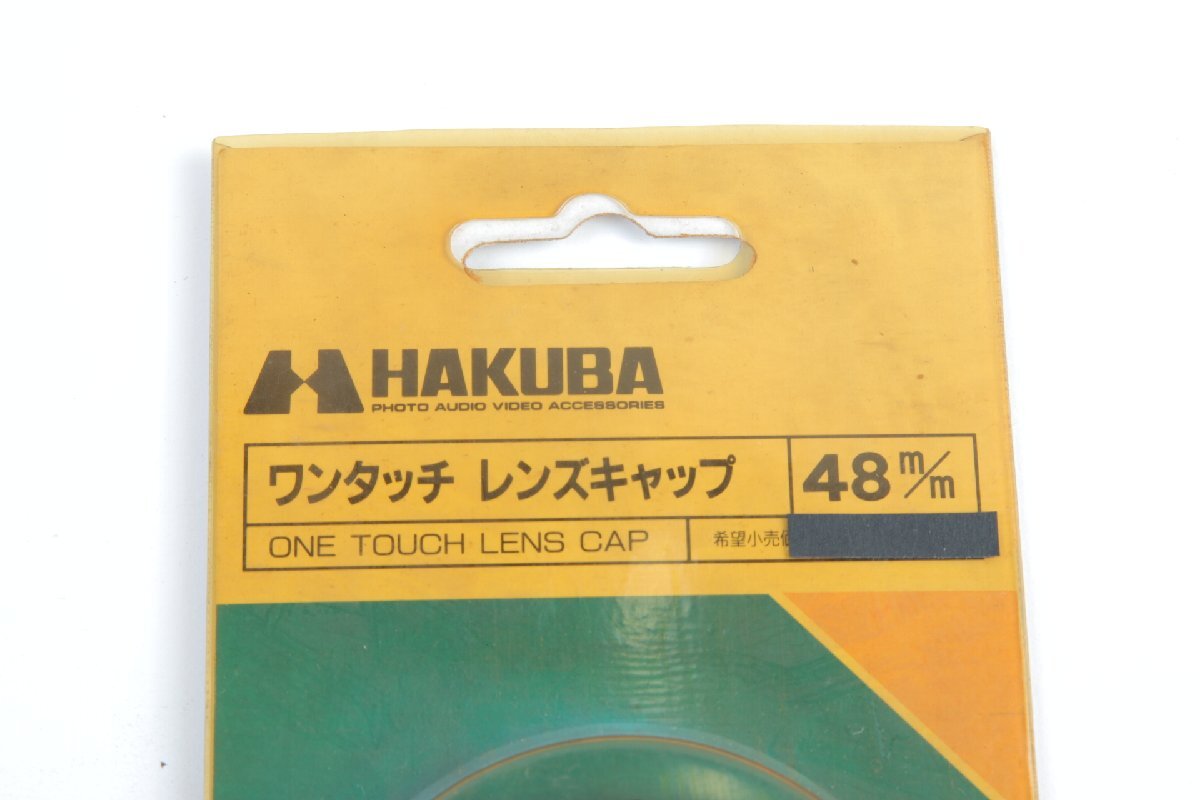 HAKUBA
PHOTO AUDIO VIDEO ACCESSORIES
ワンタッチ レンズキャップ 48 m/m
ONE TOUCH LENS CAP 希望小売